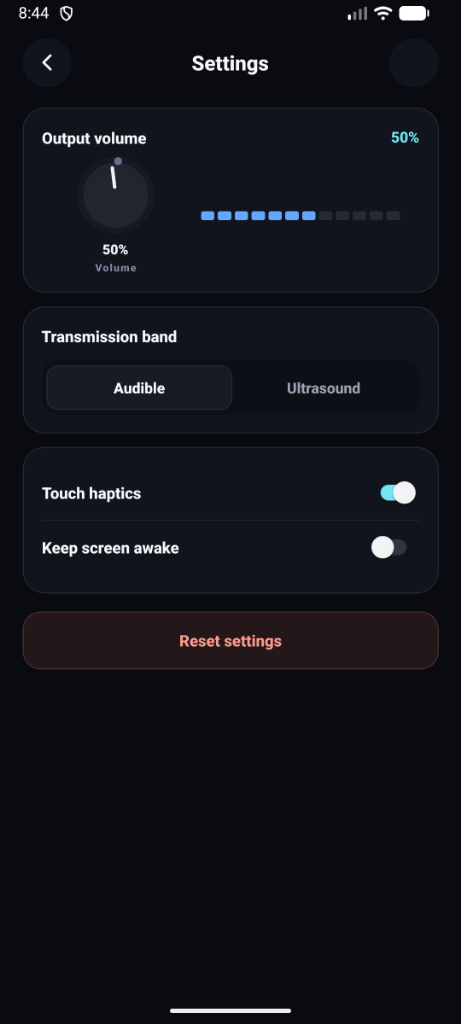 8:44
Settings
Output volume
50%
50%
Volume
Transmission band
Audible
Ultrasound
Touch haptics
Keep screen awake
Reset settings